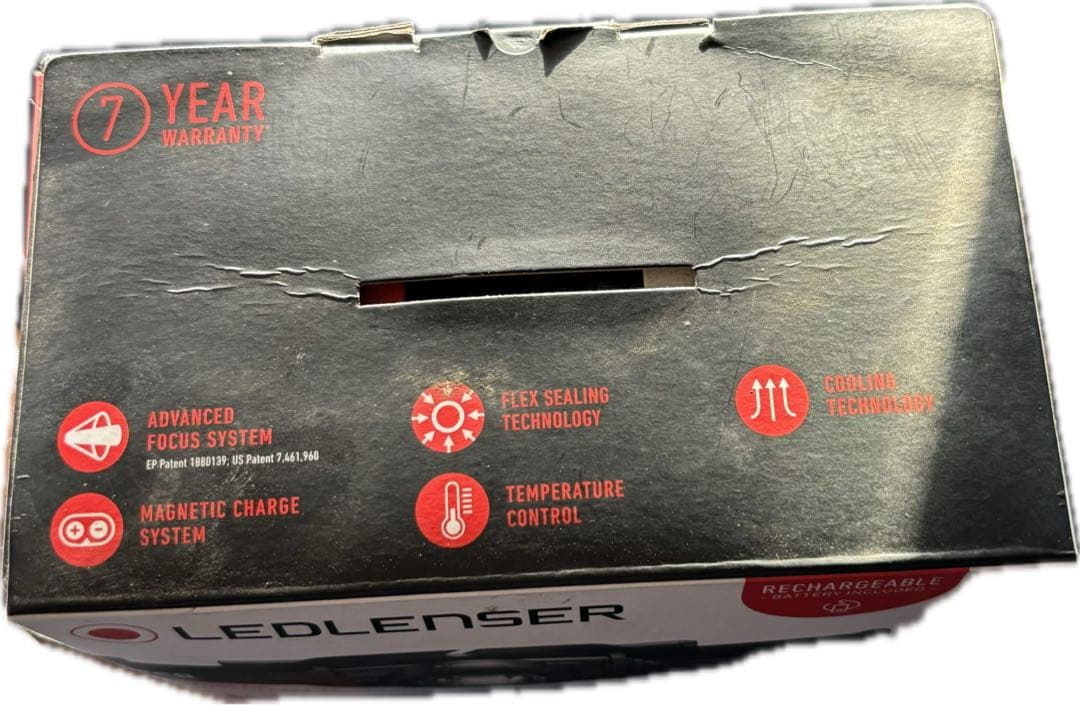 7 YEAR
WARRANTY*
ADVANCED
FOCUS SYSTEM
EP Patent 1880139; US Patent 7,461,960
MAGNETIC CHARGE
SYSTEM
FLEX SEALING
TECHNOLOGY
TEMPERATURE
CONTROL
COOLING
TECHNOLOGY
LEDLENSER
RECHARGEABLE
- BATTERY INCLUDED -